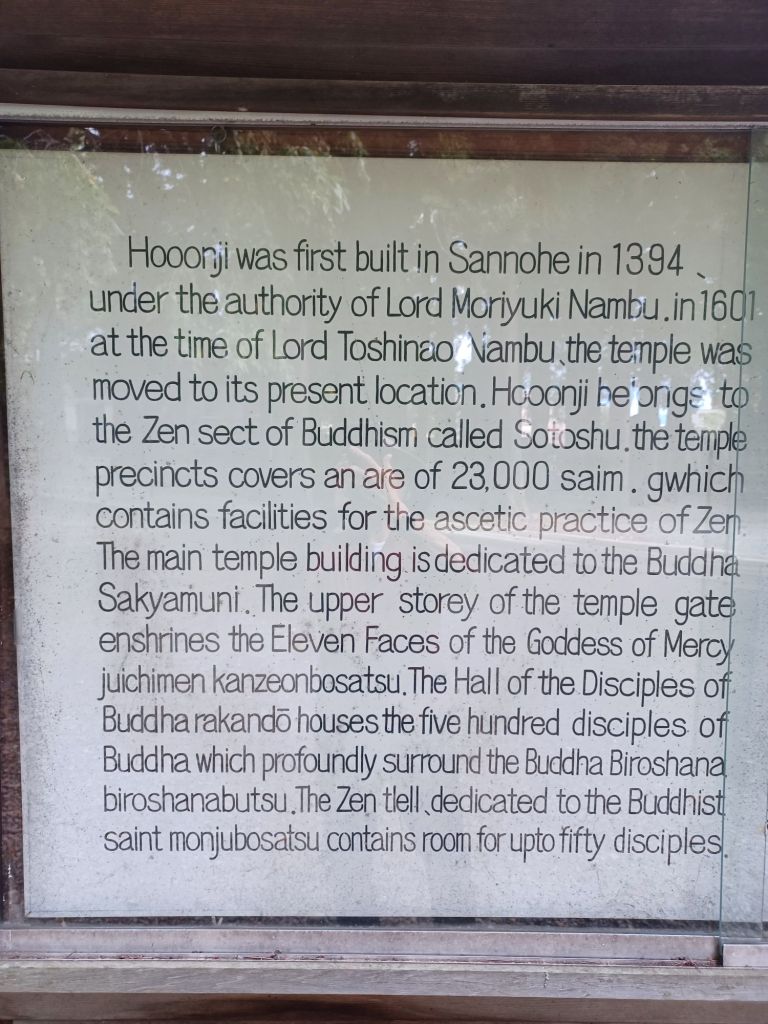 Hooonji was first built in Sannohe in 1394 、
under the authority of Lord Moriyuki Nambu.in 1601
at the time of Lord Toshinao Nambu、the temple was
moved to its present location. Hooonji belongs to
the Zen sect of Buddhism called Sotoshu.the temple
precincts covers an are of 23,000 saim . gwhich
contains facilities for the ascetic practice of Zen.
The main temple building is dedicated to the Buddha
Sakyamuni. The upper storey of the temple gate
enshrines the Eleven Faces of the Goddess of Mercy
juichimen kanzeonbosatsu.The Hall of the Disciples of
Buddha rakandō houses the five hundred disciples of
Buddha which profoundly surround the Buddha Biroshana
biroshanabutsu.The Zen tlell、dedicated to the Buddhist
saint monjubosatsu contains room for upto fifty disciples.